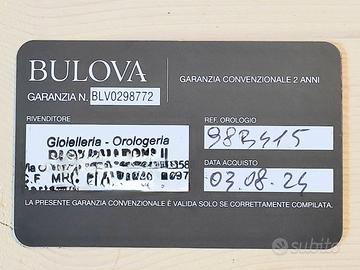 BULOVA
GARANZIA CONVENZIONALE 2 ANNI
GARANZIA N. BLV0298772
RIVENDITORE
REF. OROLOGIO
Gioielleria - Orologeria
98B415
DATA ACQUISTO
03.08.24
LA PRESENTE GARANZIA CONVENZIONALE È VALIDA SOLO SE CORRETTAMENTE COMPILATA.
subito